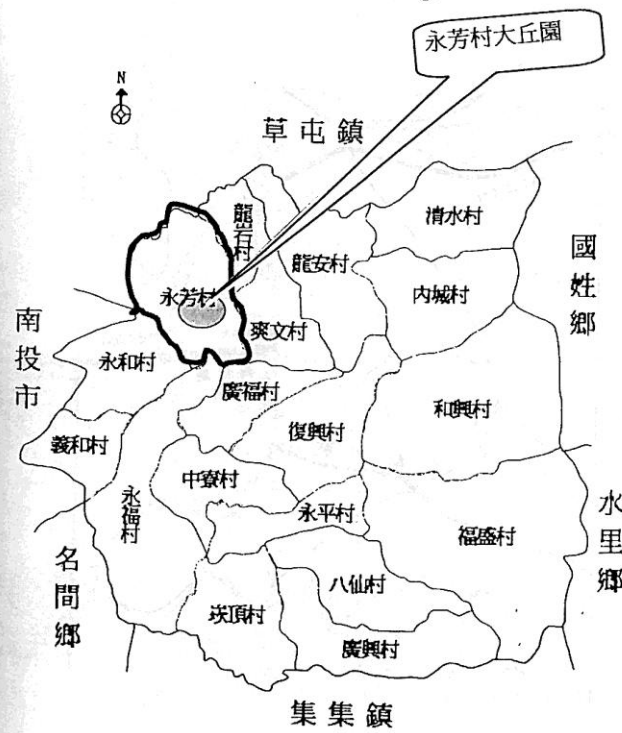 永芳村大丘園
N
草屯鎮
清水村
龍岩村
龍安村
國姓鄉
內城村
永芳村
南投市
爽文村
永和村
廣福村
和興村
復興村
義和村
中寮村
永福村
永平村
水里鄉
福盛村
名間鄉
八仙村
崁頂村
廣興村
集集鎮